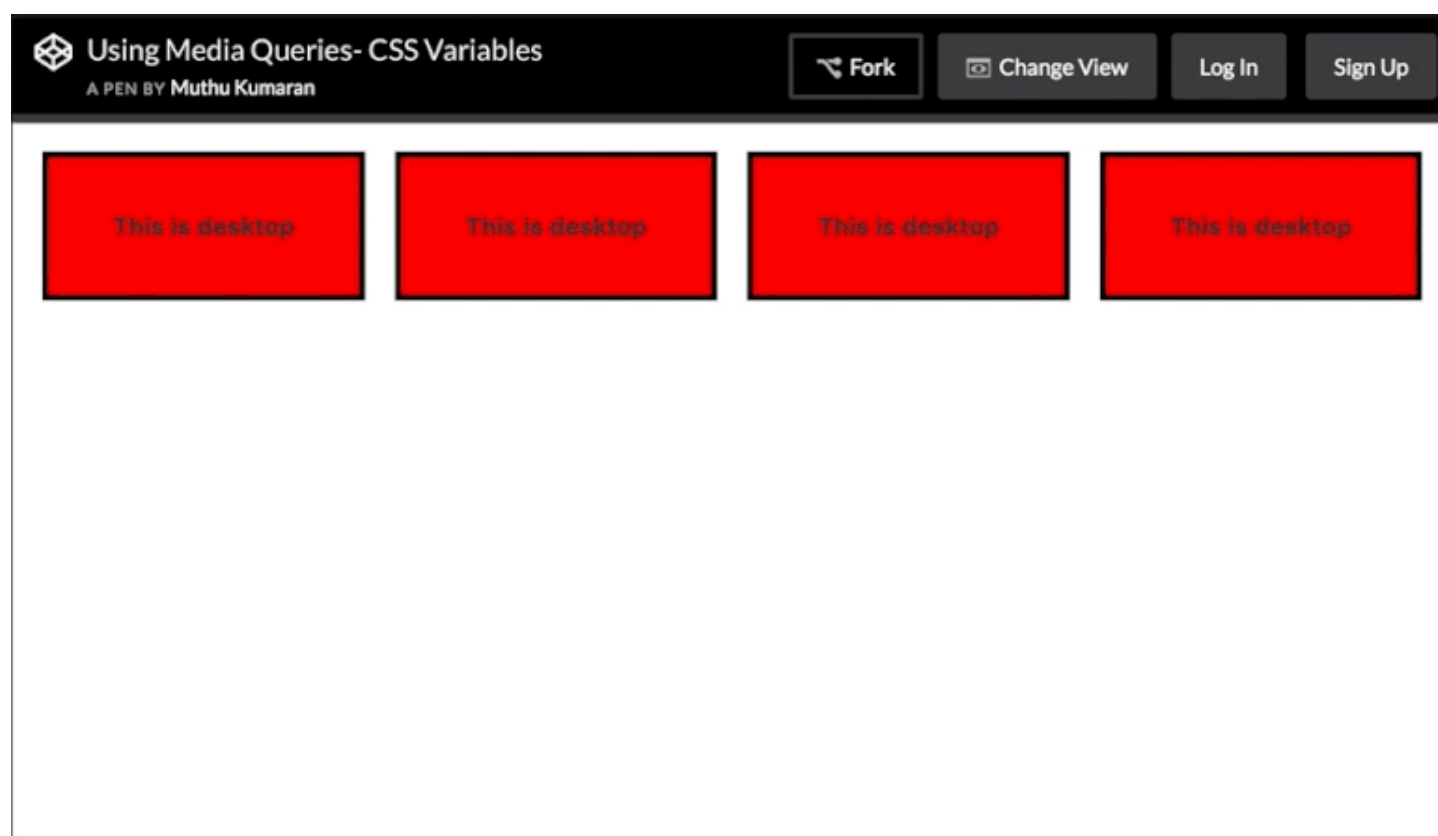 Using Media Queries- CSS Variables
A PEN BY Muthu Kumaran
Fork
Change View
Log In
Sign Up
This is desktop
This is desktop
This is desktop
This is desktop